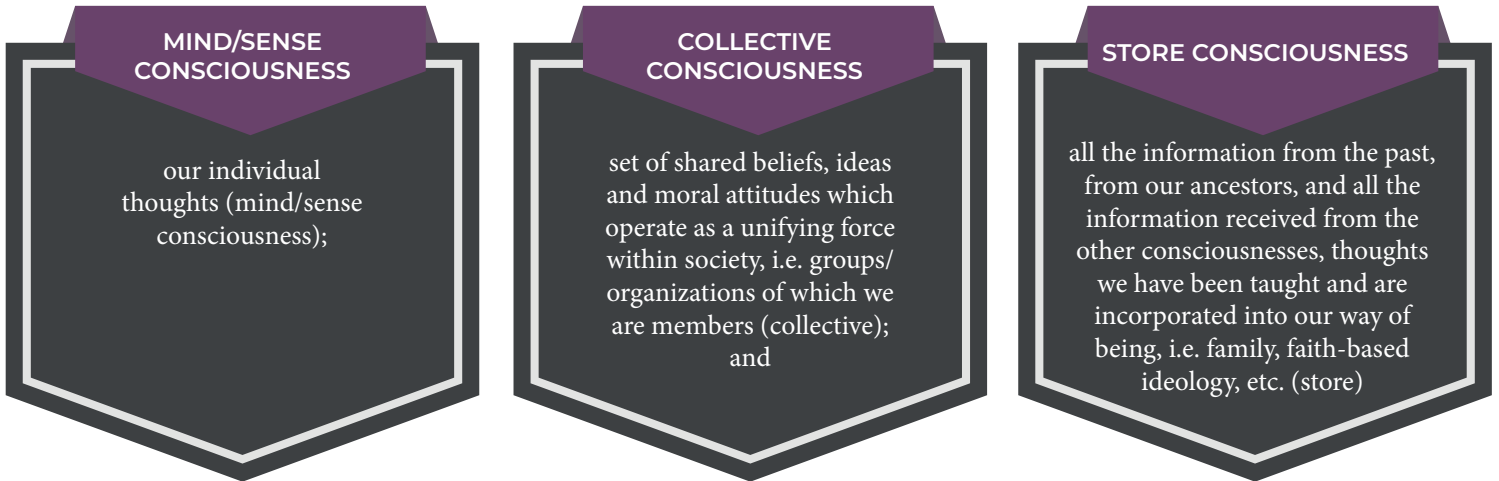 MIND/SENSE
CONSCIOUSNESS
our individual
thoughts (mind/sense
consciousness);
COLLECTIVE
CONSCIOUSNESS
set of shared beliefs, ideas
and moral attitudes which
operate as a unifying force
within society, i.e. groups/
organizations of which we
are members (collective);
and
STORE CONSCIOUSNESS
all the information from the past,
from our ancestors, and all the
information received from the
other consciousnesses, thoughts
we have been taught and are
incorporated into our way of
being, i.e. family, faith-based
ideology, etc. (store)